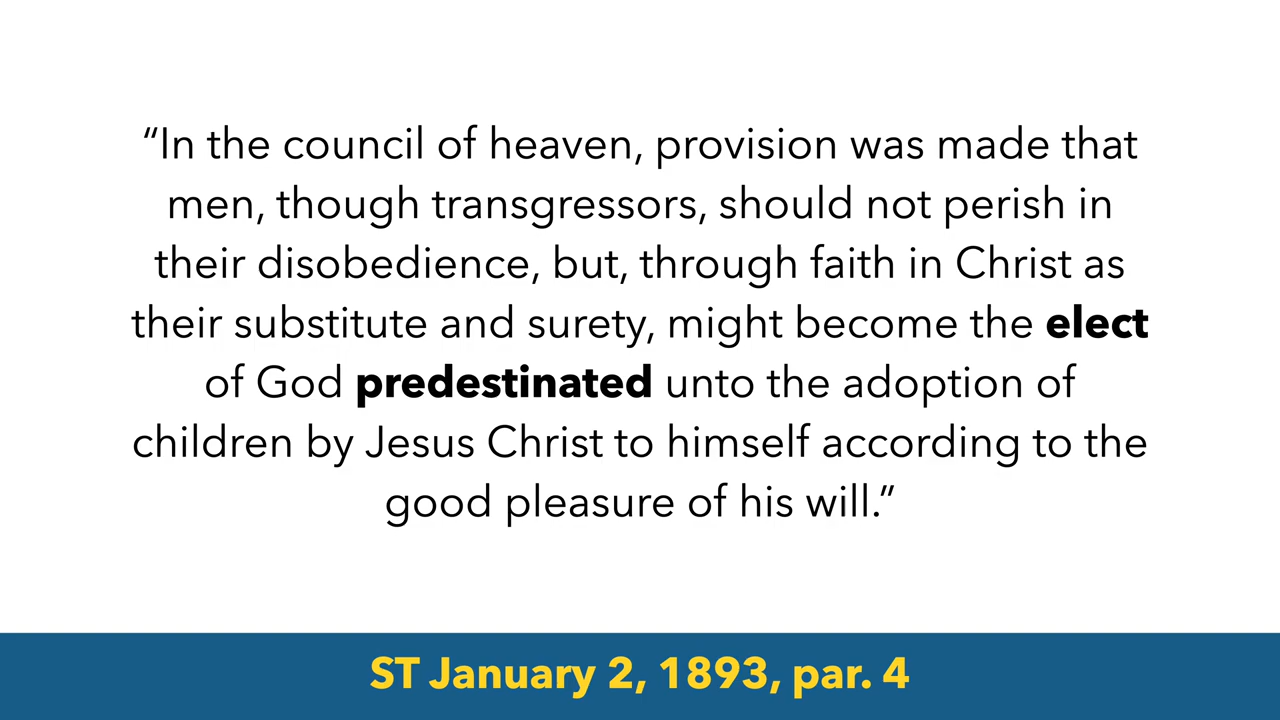 “In the council of heaven, provision was made that
men, though transgressors, should not perish in
their disobedience, but, through faith in Christ as
their substitute and surety, might become the elect
of God predestinated unto the adoption of
children by Jesus Christ to himself according to the
good pleasure of his will.”
ST January 2, 1893, par. 4